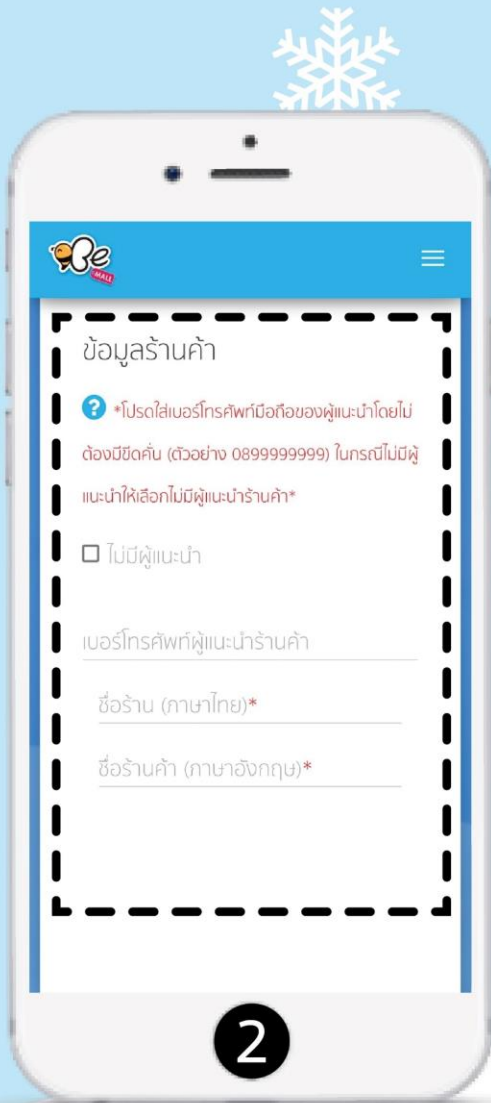 Be
MALL
ข้อมูลร้านค้า
*โปรดใส่เบอร์โทรศัพท์มือถือของผู้แนะนำโดยไม่
ต้องมีขีดคั่น (ตัวอย่าง 0899999999) ในกรณีไม่มีผู้
แนะนำให้เลือกไม่มีผู้แนะนำร้านค้า*
ไม่มีผู้แนะนำ
เบอร์โทรศัพท์ผู้แนะนำร้านค้า
ชื่อร้าน (ภาษาไทย)*
ชื่อร้านค้า (ภาษาอังกฤษ)*
2